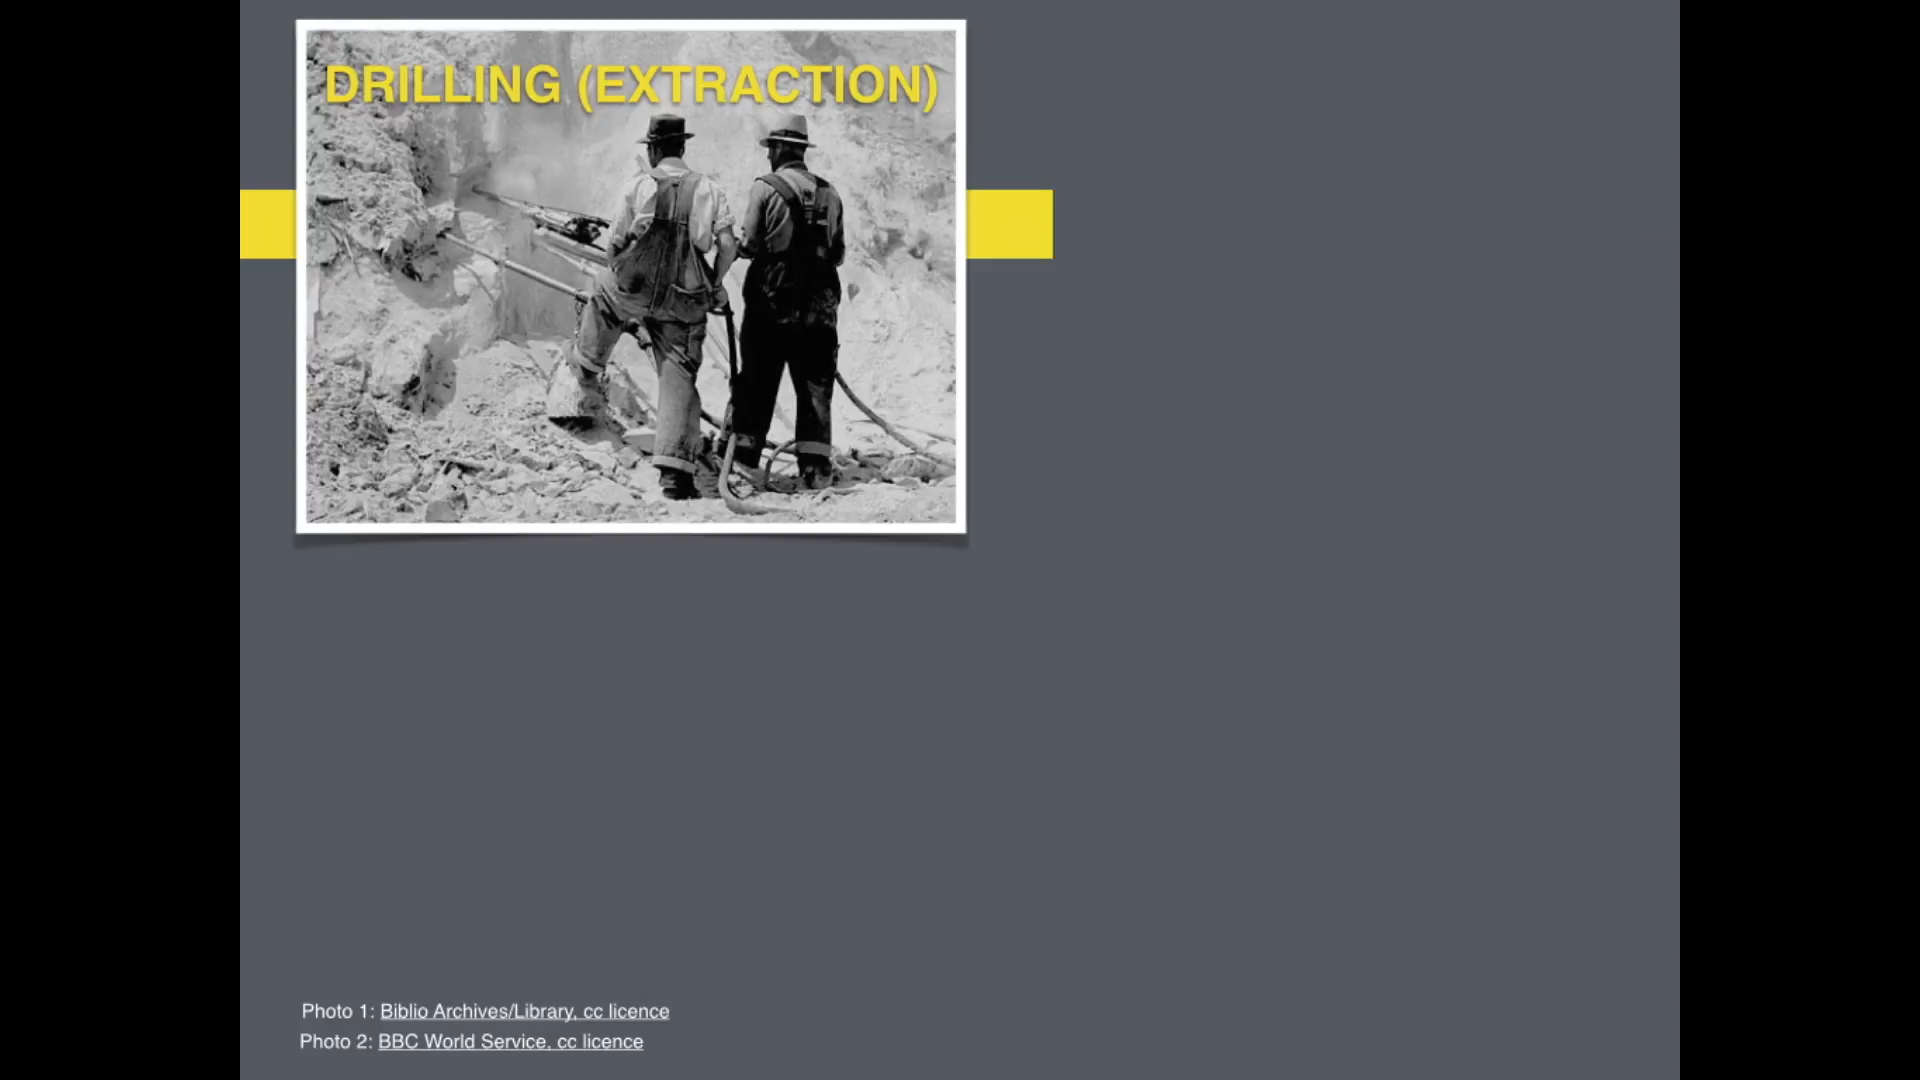 DRILLING (EXTRACTION)
Photo 1: Biblio Archives/Library, cc licence
Photo 2: BBC World Service, cc licence